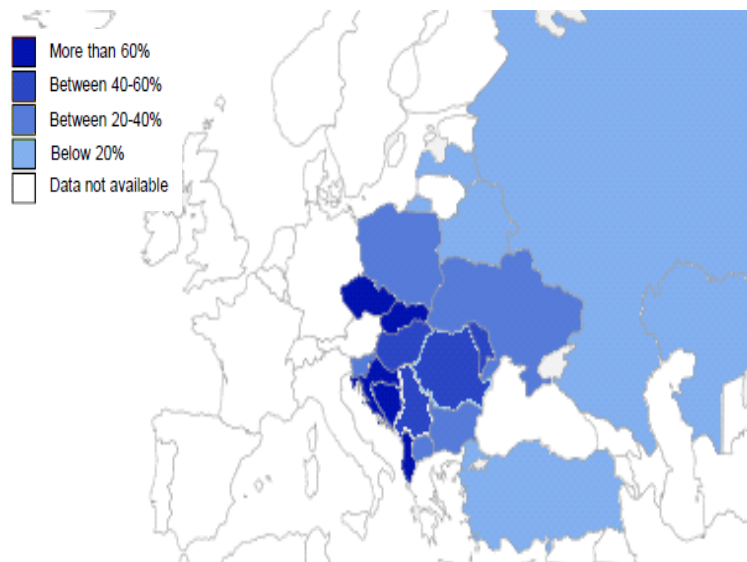 More than 60%
Between 40-60%
Between 20-40%
Below 20%
Data not available